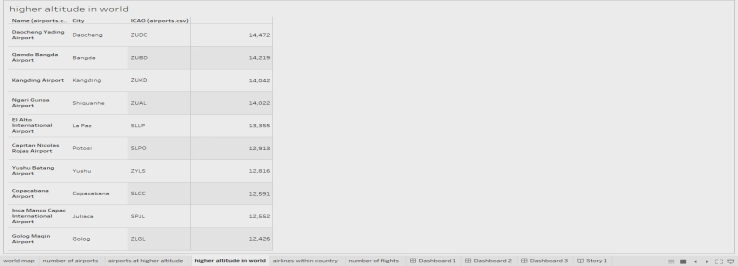 higher altitude in world
Name (airports.c.. City ICAO (airports.csv)
Daocheng Yading Airport Daocheng ZUDC 14,472
Qamdo Bangda Airport Bangda ZUBD 14,219
Kangding Airport Kangding ZUKD 14,042
Ngari Gunsa Airport Shiquanhe ZUAL 14,022
El Alto International Airport La Paz SLLP 13,355
Capitan Nicolas Rojas Airport Potosi SLPO 12,913
Yushu Batang Airport Yushu ZYLS 12,816
Copacabana Airport Copacabana SLCC 12,591
Inca Manco Capac International Airport Juliaca SPJL 12,552
Golog Maqin Airport Golog ZLGL 12,426
world map number of airports airports at higher altitude higher altitude in world airlines within country number of flights Dashboard 1 Dashboard 2 Dashboard 3 Story 1